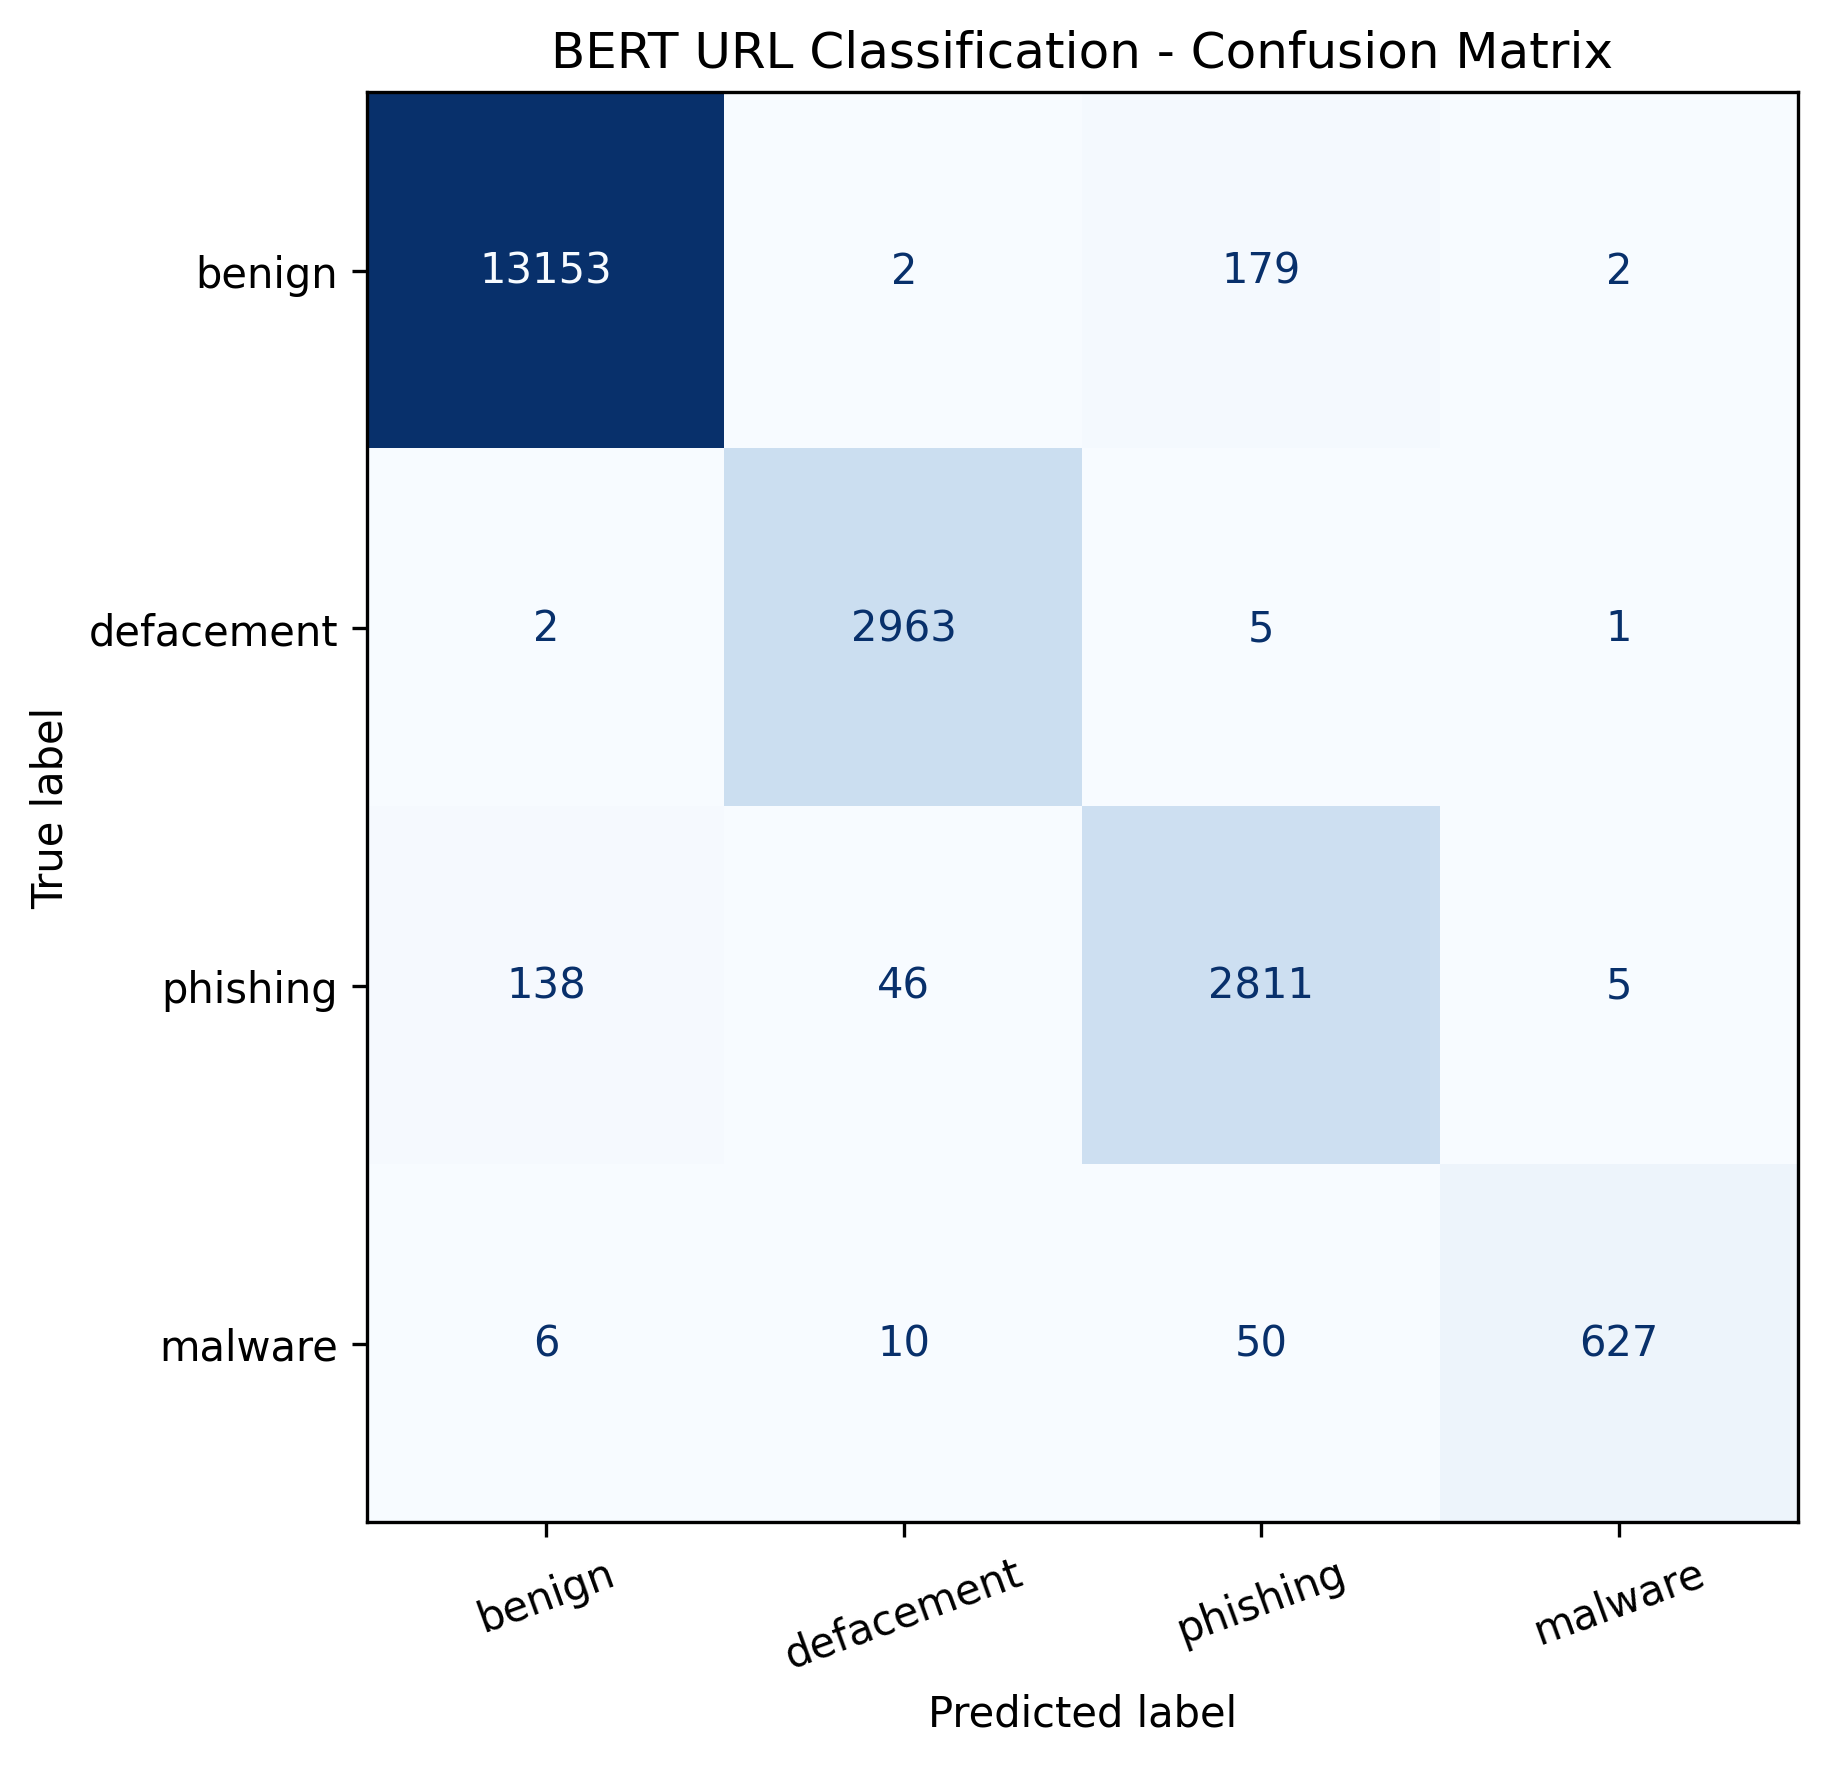 BERT URL Classification - Confusion Matrix
True label
benign 13153 2 179 2
defacement 2 2963 5 1
phishing 138 46 2811 5
malware 6 10 50 627
benign defacement phishing malware
Predicted label